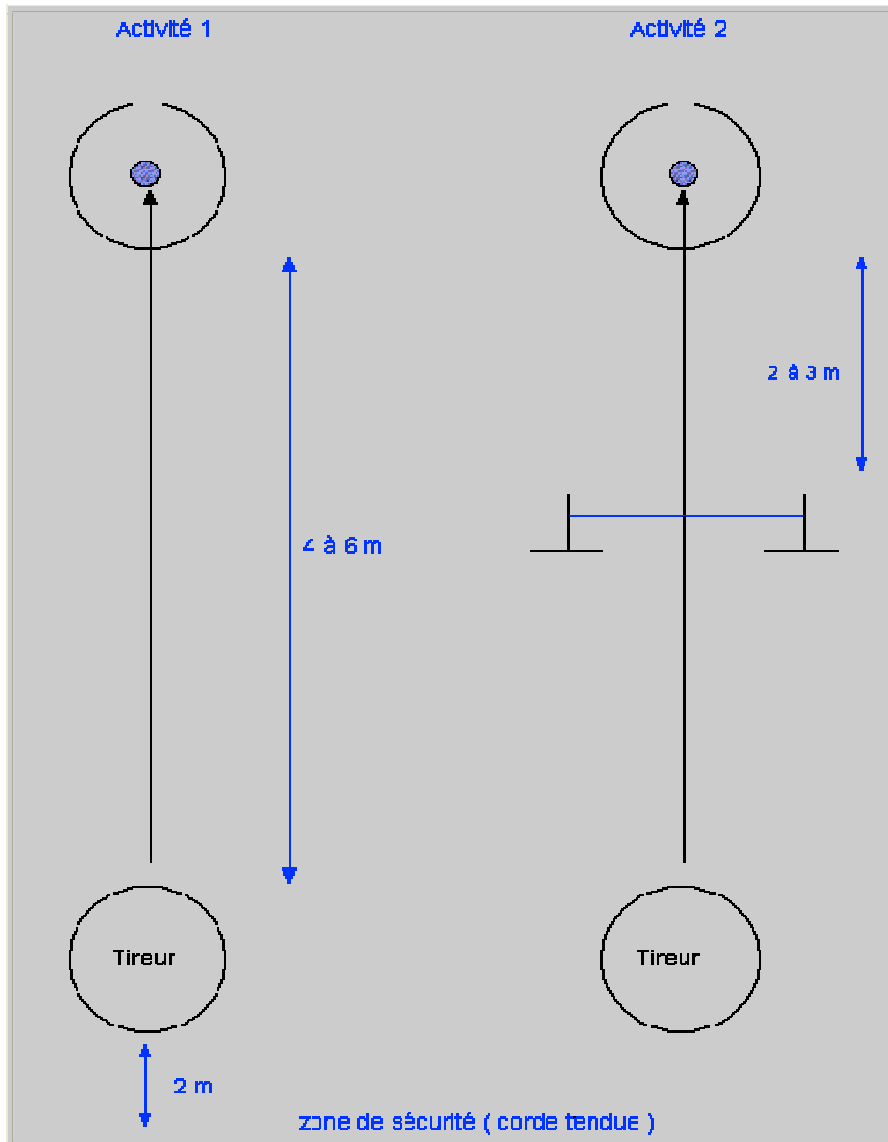 Activité 1
Activité 2
2 à 3 m
4 à 6 m
Tireur
Tireur
2 m
zone de sécurité ( corde tendue )